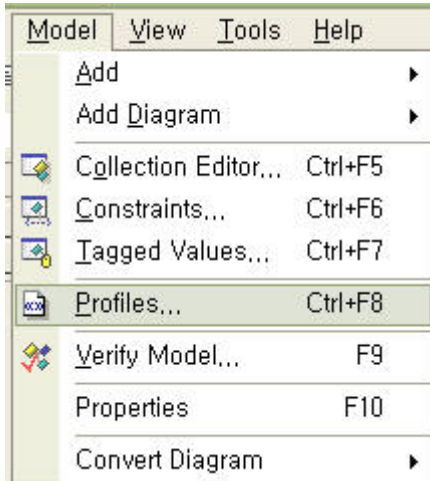 Model View Tools Help
Add
Add Diagram
Collection Editor... Ctrl+F5
Constraints... Ctrl+F6
Tagged Values... Ctrl+F7
Profiles... Ctrl+F8
Verify Model... F9
Properties F10
Convert Diagram